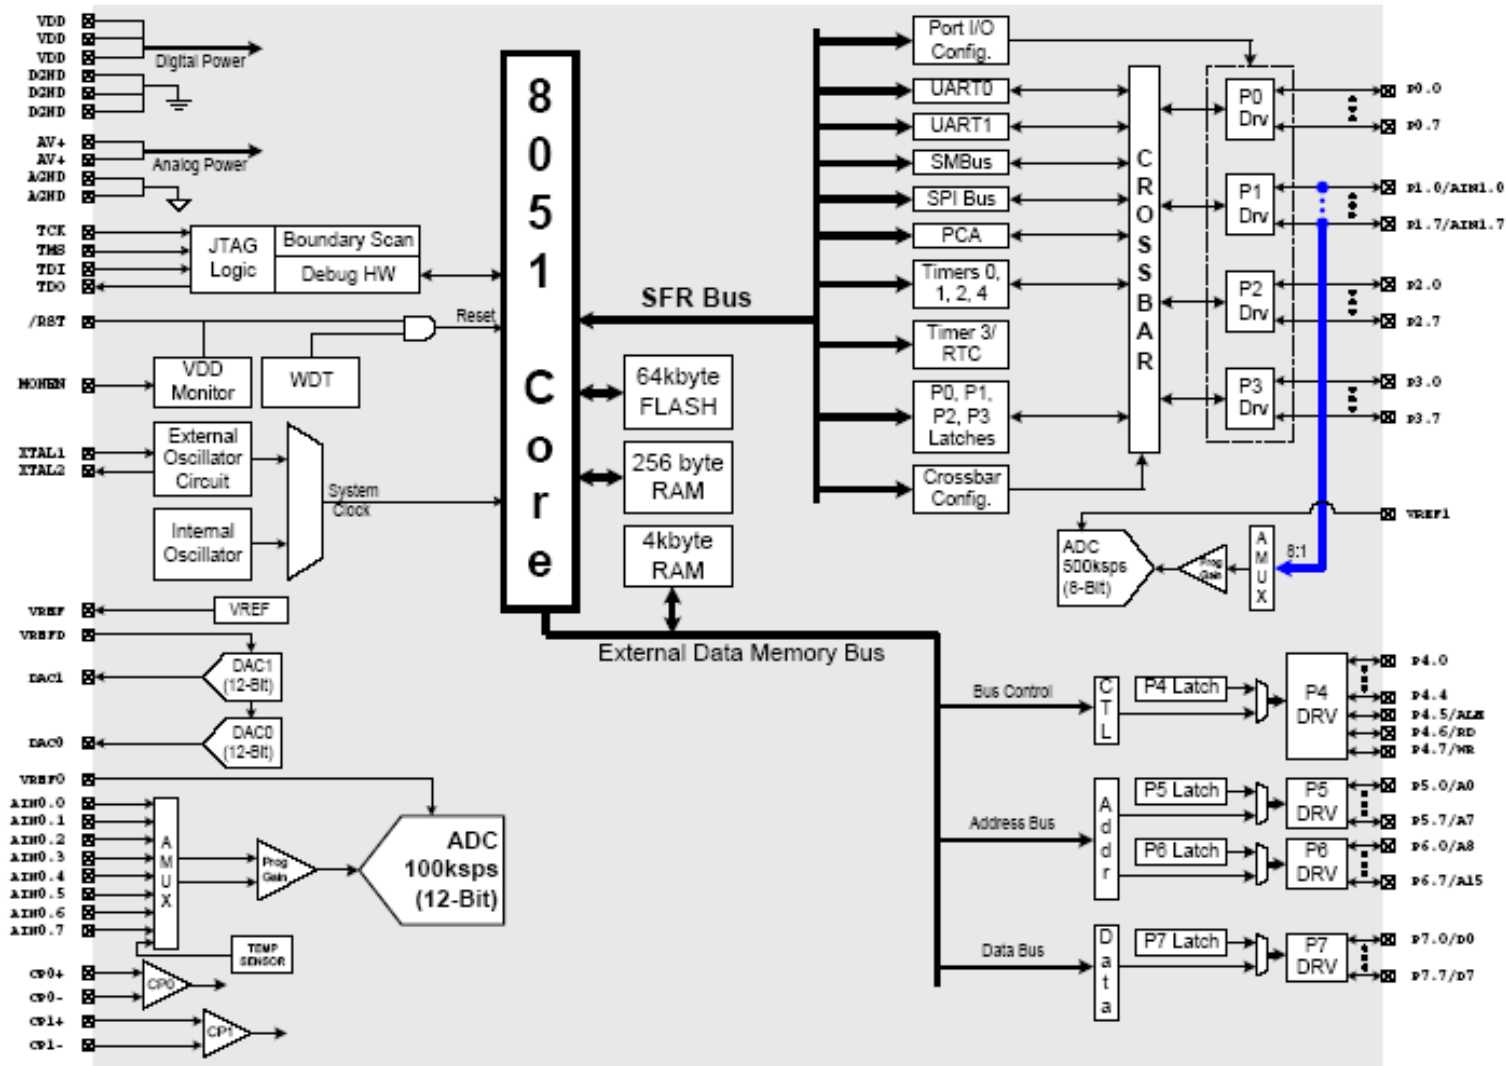 VDD
VDD
VDD
Digital Power
DGND
DGND
DGND
AV+
AV+
Analog Power
AGND
AGND
TCK
TMS
TDI
TDO
JTAG
Logic
Boundary Scan
Debug HW
/RST
Reset
MONEN
VDD
Monitor
WDT
XTAL1
XTAL2
External
Oscillator
Circuit
Internal
Oscillator
System
Clock
VREF
VREF
VREFD
DAC1
DAC1
(12-Bit)
DAC0
DAC0
(12-Bit)
VREF0
AIN0.0
AIN0.1
AIN0.2
AIN0.3
AIN0.4
AIN0.5
AIN0.6
AIN0.7
AMUX
Prog
Gain
ADC
100ksps
(12-Bit)
TEMP
SENSOR
CP0+
CP0-
CP0
CP1+
CP1-
CP1
8051 Core
64kbyte
FLASH
256 byte
RAM
4kbyte
RAM
SFR Bus
External Data Memory Bus
Port I/O
Config.
UART0
UART1
SMBus
SPI Bus
PCA
Timers 0,
1, 2, 4
Timer 3/
RTC
P0, P1,
P2, P3
Latches
Crossbar
Config.
CROSSBAR
P0
Drv
P1
Drv
P2
Drv
P3
Drv
P0.0
P0.7
P1.0/AIN1.0
P1.7/AIN1.7
P2.0
P2.7
P3.0
P3.7
VREF1
ADC
500ksps
(8-Bit)
Prog
Gain
AMUX
8:1
Bus Control
CTL
P4 Latch
P4
DRV
P4.0
P4.4
P4.5/ALE
P4.6/RD
P4.7/WR
Address Bus
Addr
P5 Latch
P5
DRV
P5.0/A0
P5.7/A7
P6 Latch
P6
DRV
P6.0/A8
P6.7/A15
Data Bus
Data
P7 Latch
P7
DRV
P7.0/D0
P7.7/D7